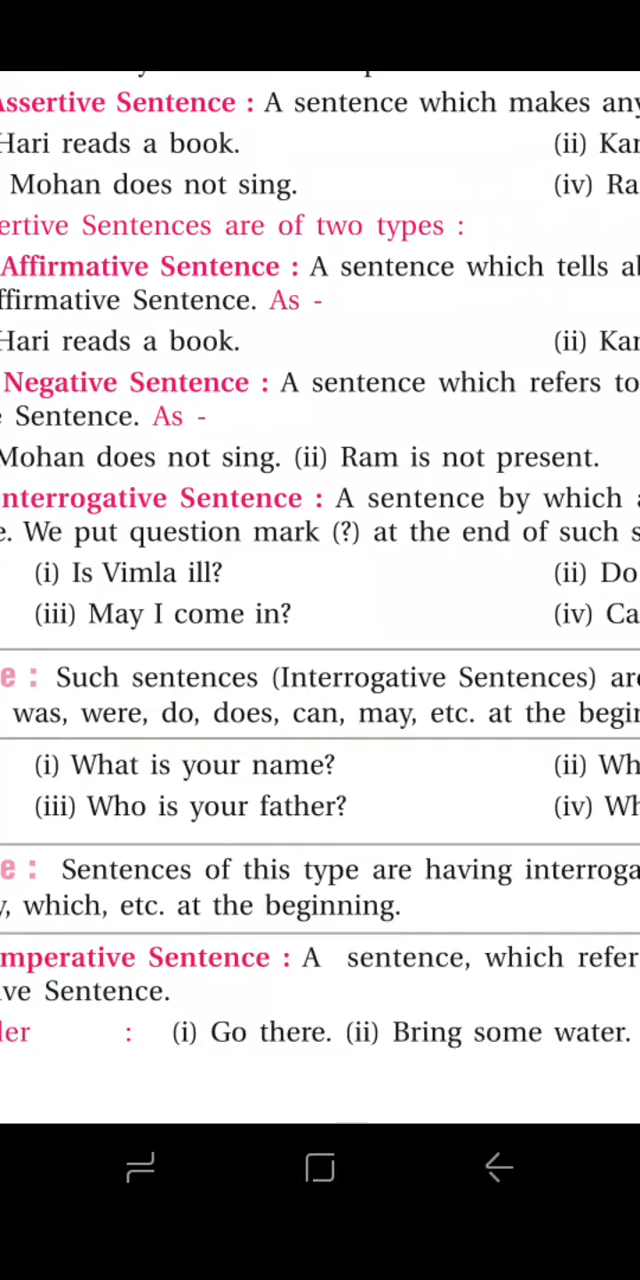 Assertive Sentence : A sentence which makes any
Hari reads a book. (ii) Kar
Mohan does not sing. (iv) Ra
ertive Sentences are of two types :
Affirmative Sentence : A sentence which tells al
ffirmative Sentence. As -
Hari reads a book. (ii) Kar
Negative Sentence : A sentence which refers to
e Sentence. As -
Mohan does not sing. (ii) Ram is not present.
nterrogative Sentence : A sentence by which a
e. We put question mark (?) at the end of such s
(i) Is Vimla ill? (ii) Do
(iii) May I come in? (iv) Ca
e : Such sentences (Interrogative Sentences) are
was, were, do, does, can, may, etc. at the begin
(i) What is your name? (ii) Wh
(iii) Who is your father? (iv) Wh
e : Sentences of this type are having interroga
y, which, etc. at the beginning.
mperative Sentence : A sentence, which refer
ive Sentence.
der : (i) Go there. (ii) Bring some water.